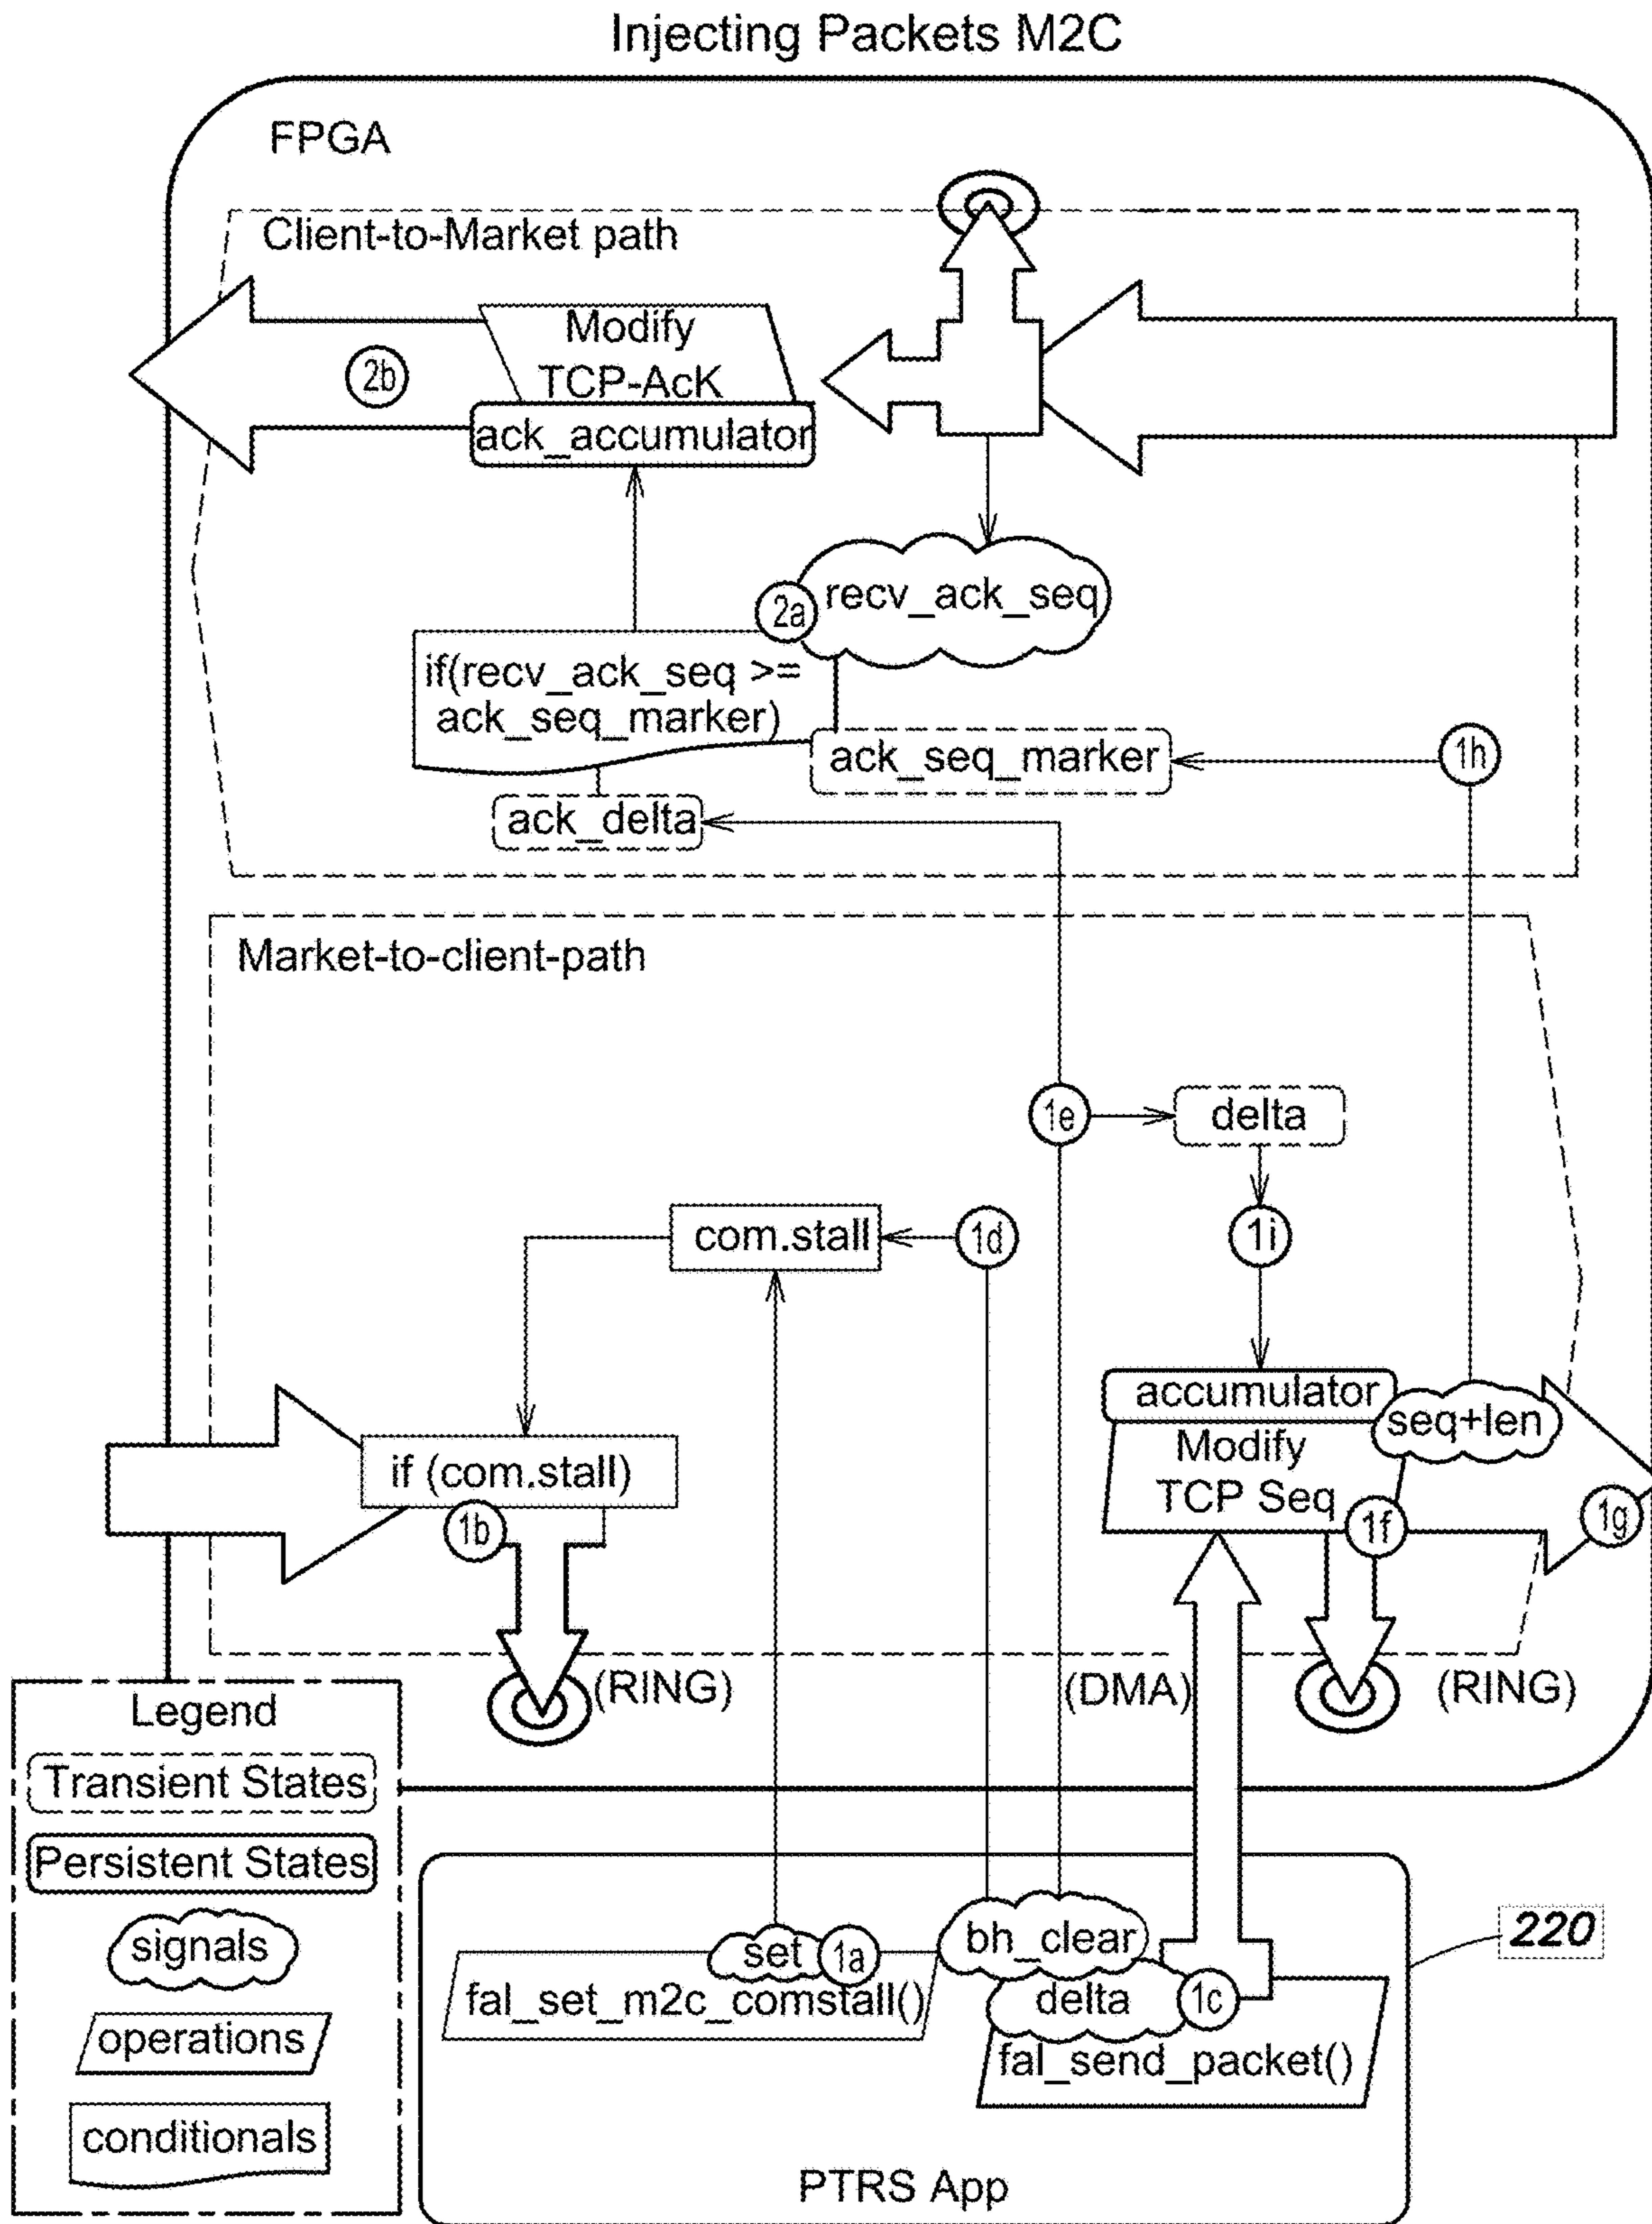 Injecting Packets M2C
FPGA
Client-to-Market path
Modify
TCP-AcK
2b
ack_accumulator
recv_ack_seq
2a
if(recv_ack_seq >=
ack_seq_marker)
ack_seq_marker
1h
ack_delta
Market-to-client-path
1e
delta
com.stall
1d
1i
accumulator
seq+len
if (com.stall)
Modify
TCP Seq
1b
1f
1g
(RING)
(DMA)
(RING)
Legend
Transient States
Persistent States
signals
operations
conditionals
set
1a
bh_clear
220
fal_set_m2c_comstall()
delta
1c
fal_send_packet()
PTRS App